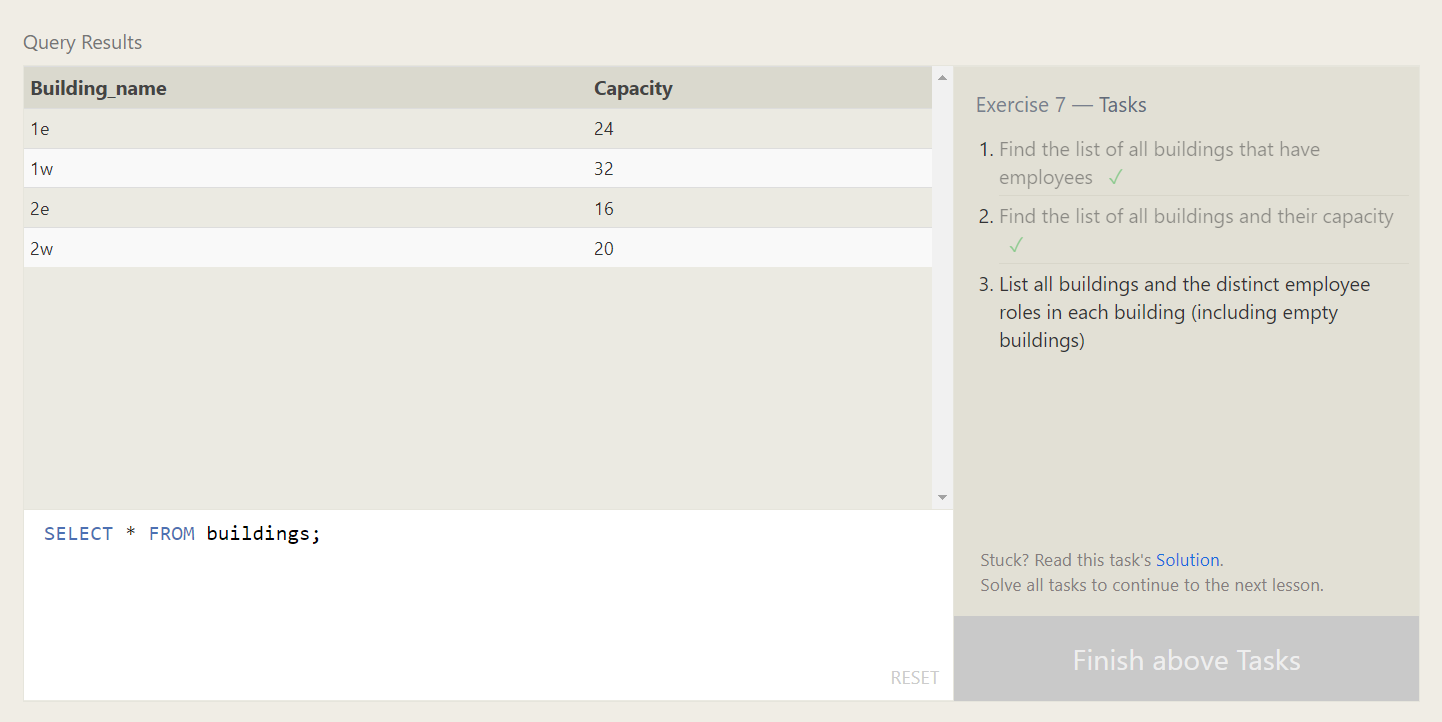 Query Results
Building_name Capacity
1e 24
1w 32
2e 16
2w 20
SELECT * FROM buildings;
RESET
Exercise 7 — Tasks
1. Find the list of all buildings that have
employees ✓
2. Find the list of all buildings and their capacity
✓
3. List all buildings and the distinct employee
roles in each building (including empty
buildings)
Stuck? Read this task's Solution.
Solve all tasks to continue to the next lesson.
Finish above Tasks